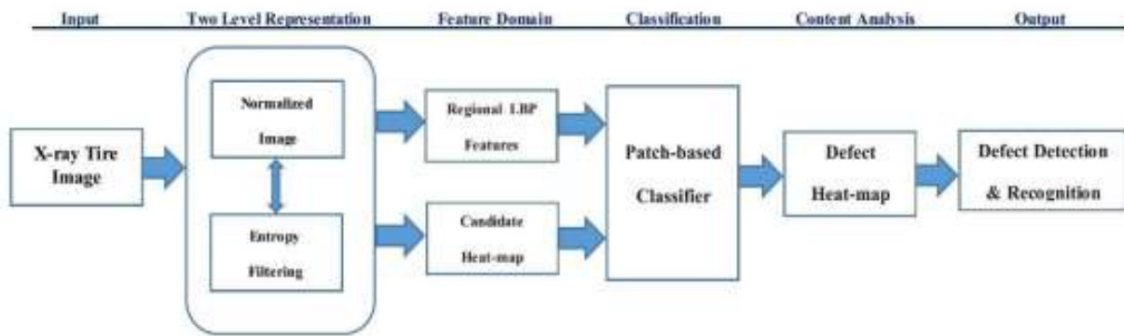 Input Two Level Representation Feature Domain Classification Content Analysis Output
X-ray Tire
Image
Normalized
Image
Entropy
Filtering
Regional LBP
Features
Candidate
Heat-map
Patch-based
Classifier
Defect
Heat-map
Defect Detection
& Recognition